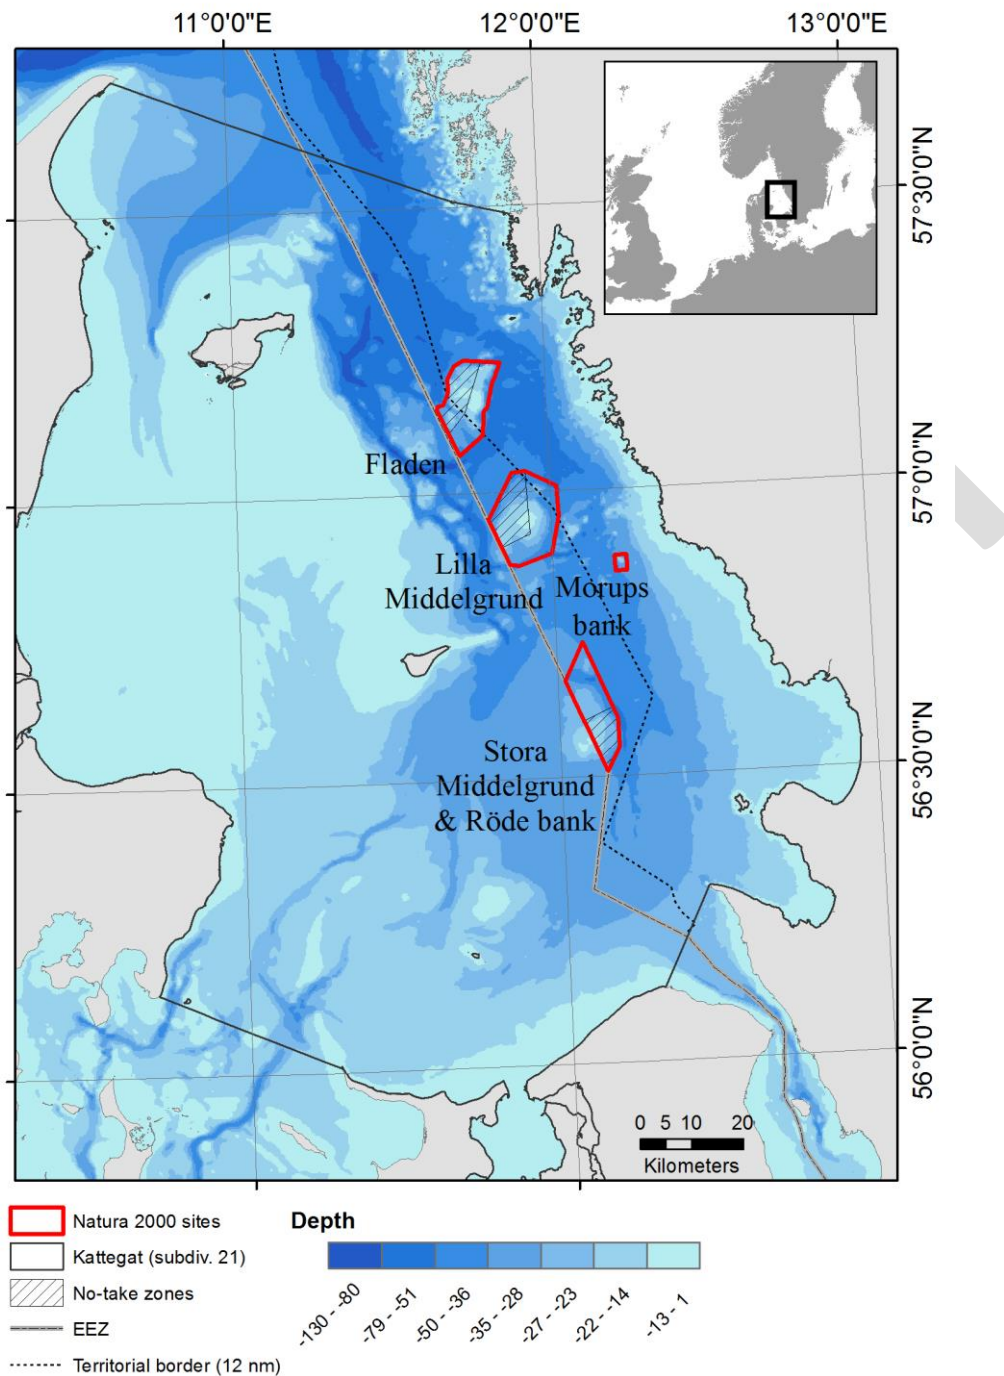 11°0'0"E
12°0'0"E
13°0'0"E
57°30'0"N
57°0'0"N
56°30'0"N
56°0'0"N
Fladen
Lilla
Middelgrund
Morups
bank
Stora
Middelgrund
& Röde bank
0 5 10 20
Kilometers
Natura 2000 sites
Kattegat (subdiv. 21)
No-take zones
EEZ
Territorial border (12 nm)
Depth
-130 - -80
-79 - -51
-50 - -36
-35 - -28
-27 - -23
-22 - -14
-13 - 1